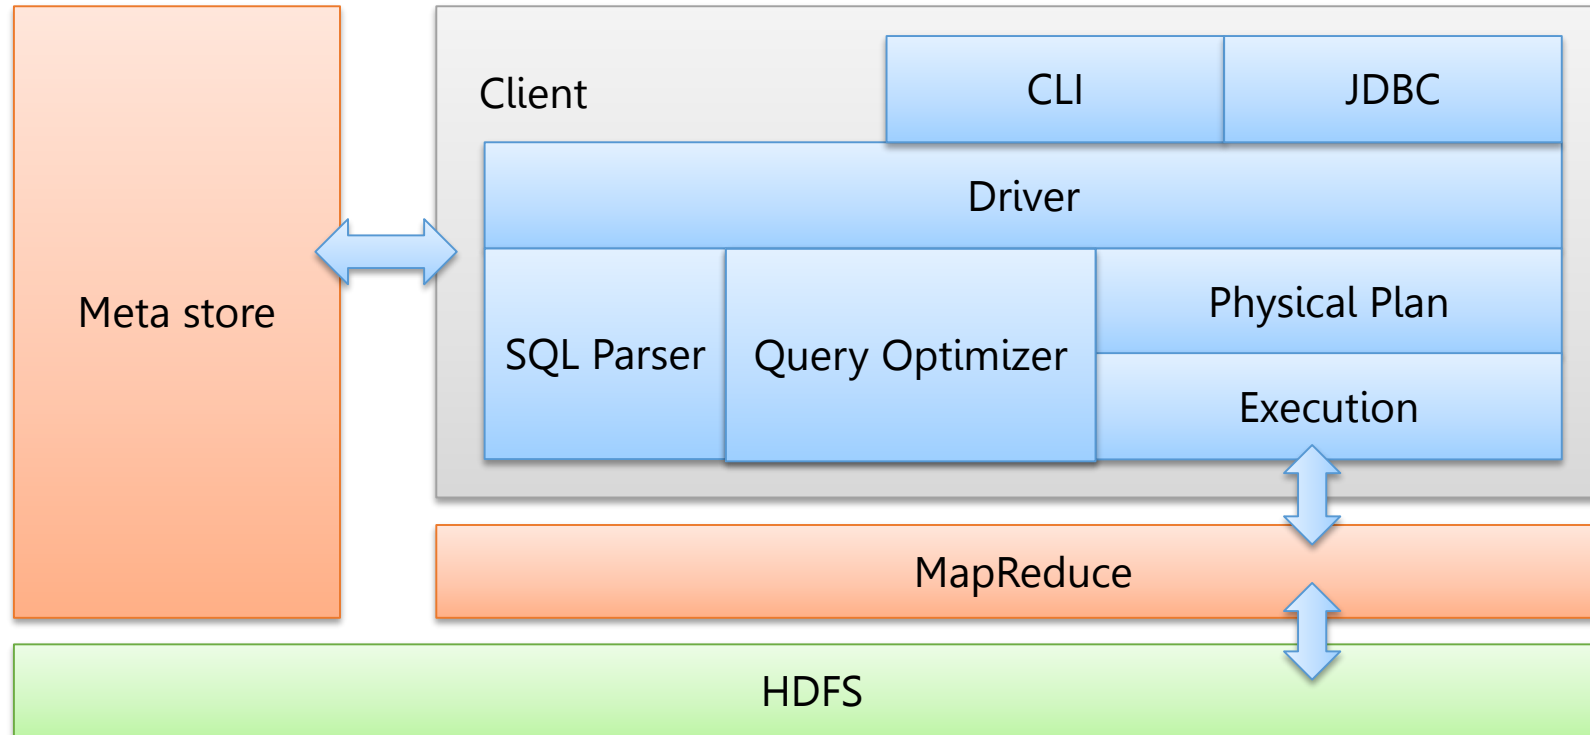 Client
CLI
JDBC
Driver
Meta store
SQL Parser
Query Optimizer
Physical Plan
Execution
MapReduce
HDFS